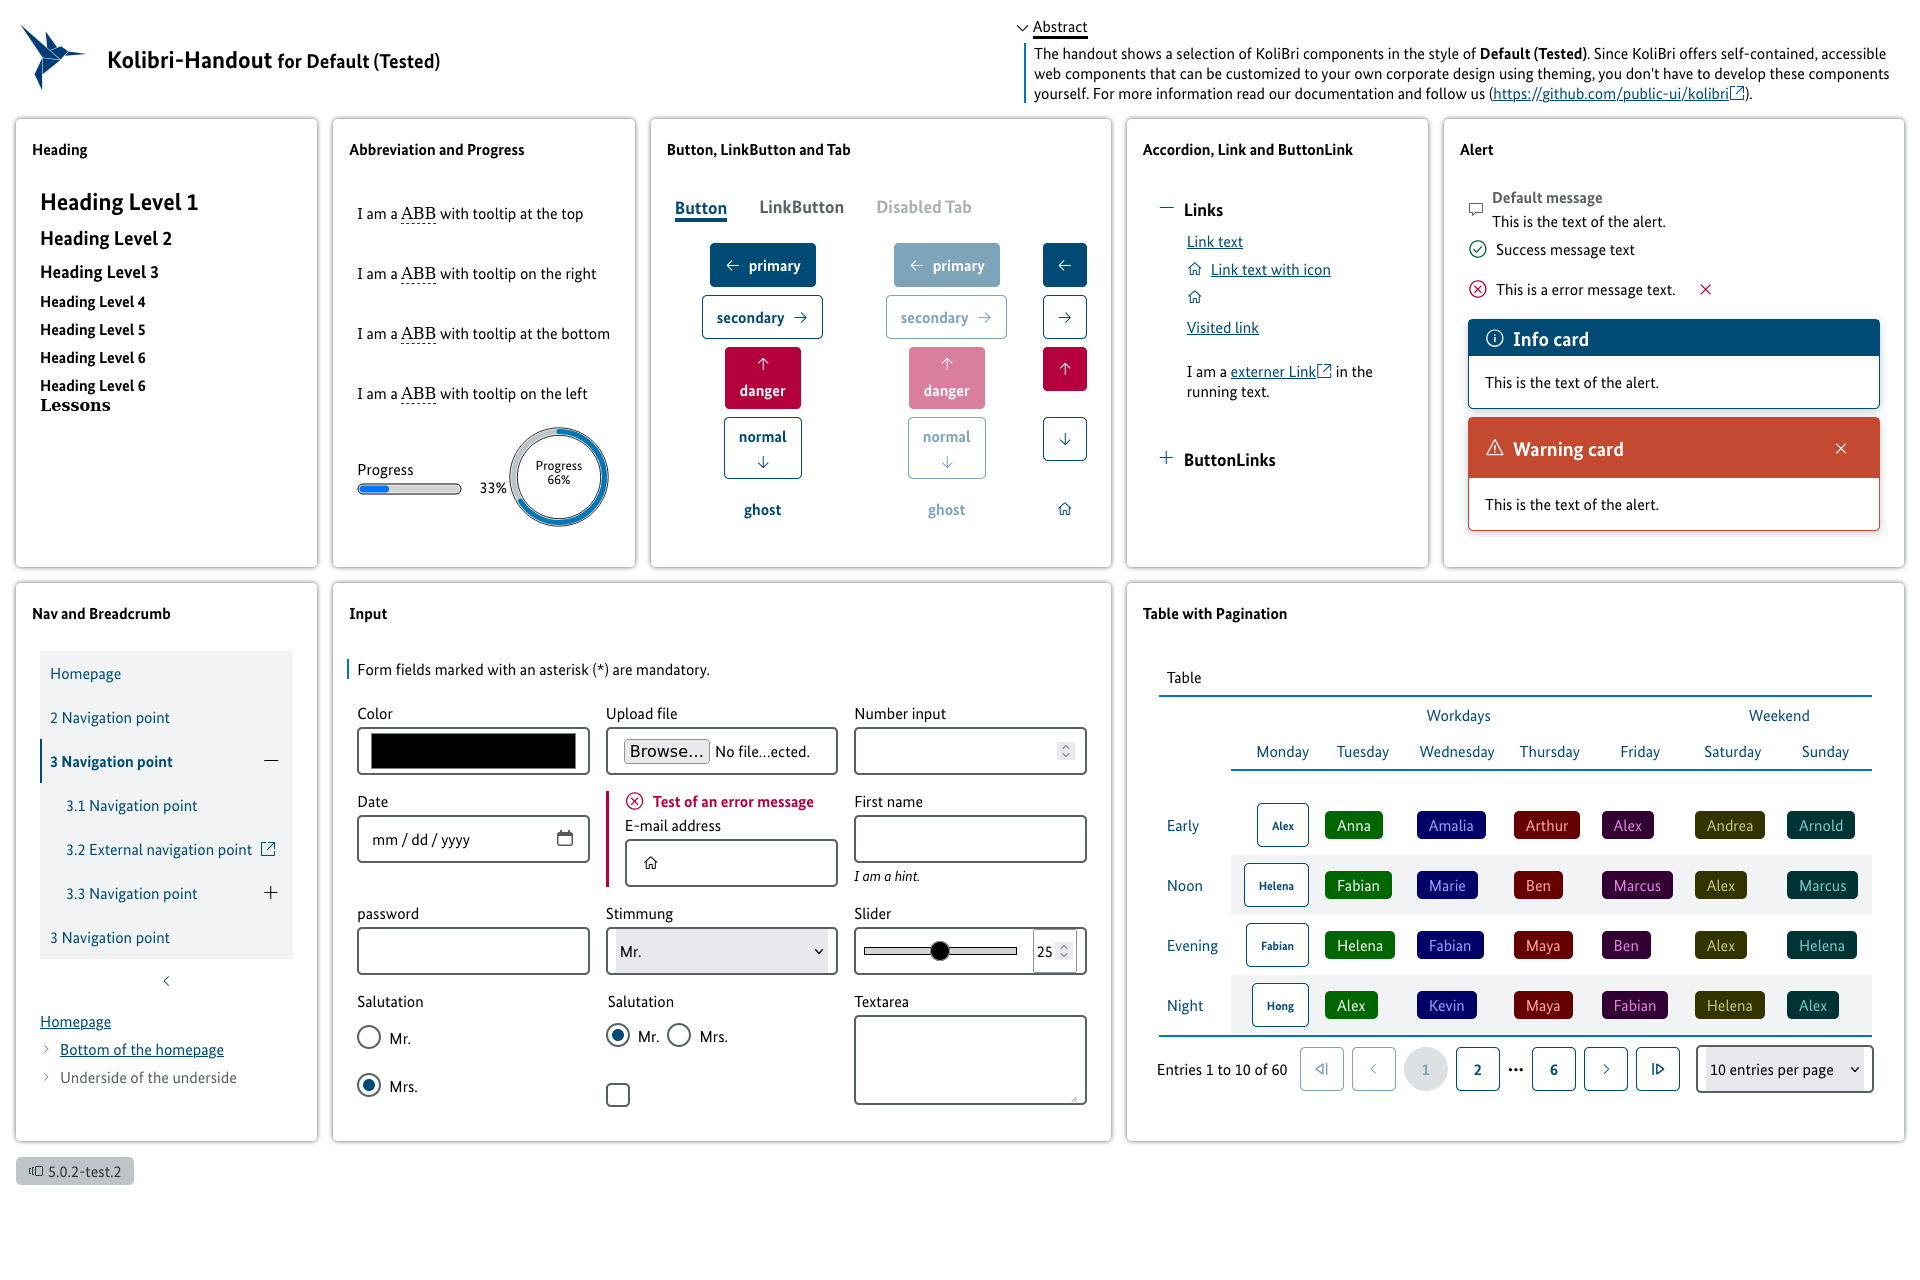 Kolibri-Handout for Default (Tested)
Abstract
The handout shows a selection of KoliBri components in the style of Default (Tested). Since KoliBri offers self-contained, accessible
web components that can be customized to your own corporate design using theming, you don't have to develop these components
yourself. For more information read our documentation and follow us (https://github.com/public-ui/kolibri).
Heading
Heading Level 1
Heading Level 2
Heading Level 3
Heading Level 4
Heading Level 5
Heading Level 6
Heading Level 6
Lessons
Abbreviation and Progress
I am a ABB with tooltip at the top
I am a ABB with tooltip on the right
I am a ABB with tooltip at the bottom
I am a ABB with tooltip on the left
Progress
33%
Progress
66%
Button, LinkButton and Tab
Button LinkButton Disabled Tab
primary primary
secondary secondary
danger danger
normal normal
ghost ghost
Accordion, Link and ButtonLink
Links
Link text
Link text with icon
Visited link
I am a externer Link in the
running text.
ButtonLinks
Alert
Default message
This is the text of the alert.
Success message text
This is a error message text.
Info card
This is the text of the alert.
Warning card
This is the text of the alert.
Nav and Breadcrumb
Homepage
2 Navigation point
3 Navigation point
3.1 Navigation point
3.2 External navigation point
3.3 Navigation point
3 Navigation point
Homepage
Bottom of the homepage
Underside of the underside
Input
Form fields marked with an asterisk (*) are mandatory.
Color
Upload file
Browse... No file...ected.
Number input
Date
mm / dd / yyyy
Test of an error message
E-mail address
First name
I am a hint.
password
Stimmung
Mr.
Slider
25
Salutation
Mr.
Mrs.
Salutation
Mr. Mrs.
Textarea
Table with Pagination
Table
Workdays Weekend
Monday Tuesday Wednesday Thursday Friday Saturday Sunday
Early Alex Anna Amalia Arthur Alex Andrea Arnold
Noon Helena Fabian Marie Ben Marcus Alex Marcus
Evening Fabian Helena Fabian Maya Ben Alex Helena
Night Hong Alex Kevin Maya Fabian Helena Alex
Entries 1 to 10 of 60 1 2 ••• 6 10 entries per page
5.0.2-test.2